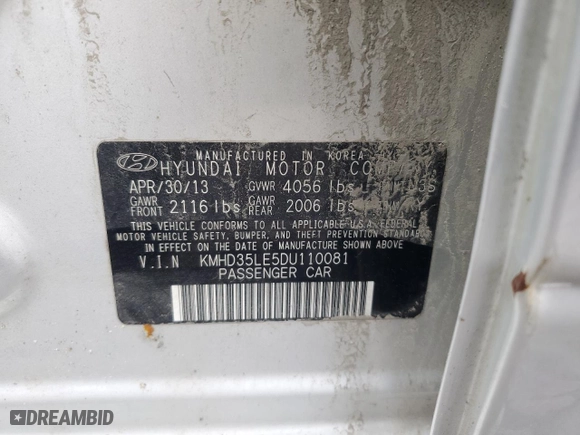 MANUFACTURED IN KOREA
HYUNDAI MOTOR
APR/30/13 GVWR 4056 lbs
GAWR FRONT 2116 lbs GAWR REAR 2006 lbs
THIS VEHICLE CONFORMS TO ALL APPLICABLE U.S.A. FEDERAL
MOTOR VEHICLE SAFETY, BUMPER, AND THEFT PREVENTION STANDARDS
IN EFFECT ON THE DATE OF MANUFACTURE SHOWN ABOVE
V.I.N KMHD35LE5DU110081
PASSENGER CAR
DREAMBID